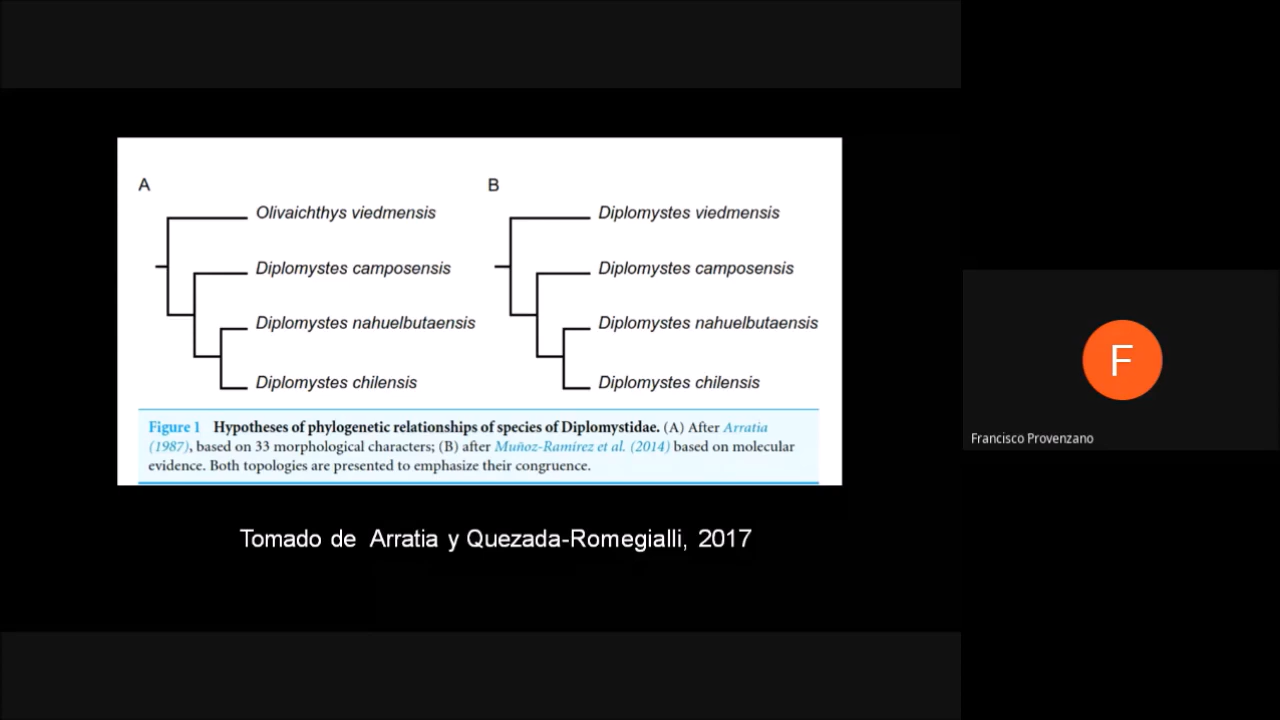 A
B
Olivaichthys viedmensis
Diplomystes viedmensis
Diplomystes camposensis
Diplomystes camposensis
Diplomystes nahuelbutaensis
Diplomystes nahuelbutaensis
Diplomystes chilensis
Diplomystes chilensis
Figure 1 Hypotheses of phylogenetic relationships of species of Diplomystidae. (A) After Arratia
(1987), based on 33 morphological characters; (B) after Muñoz-Ramírez et al. (2014) based on molecular
evidence. Both topologies are presented to emphasize their congruence.
Tomado de Arratia y Quezada-Romegialli, 2017
F
Francisco Provenzano